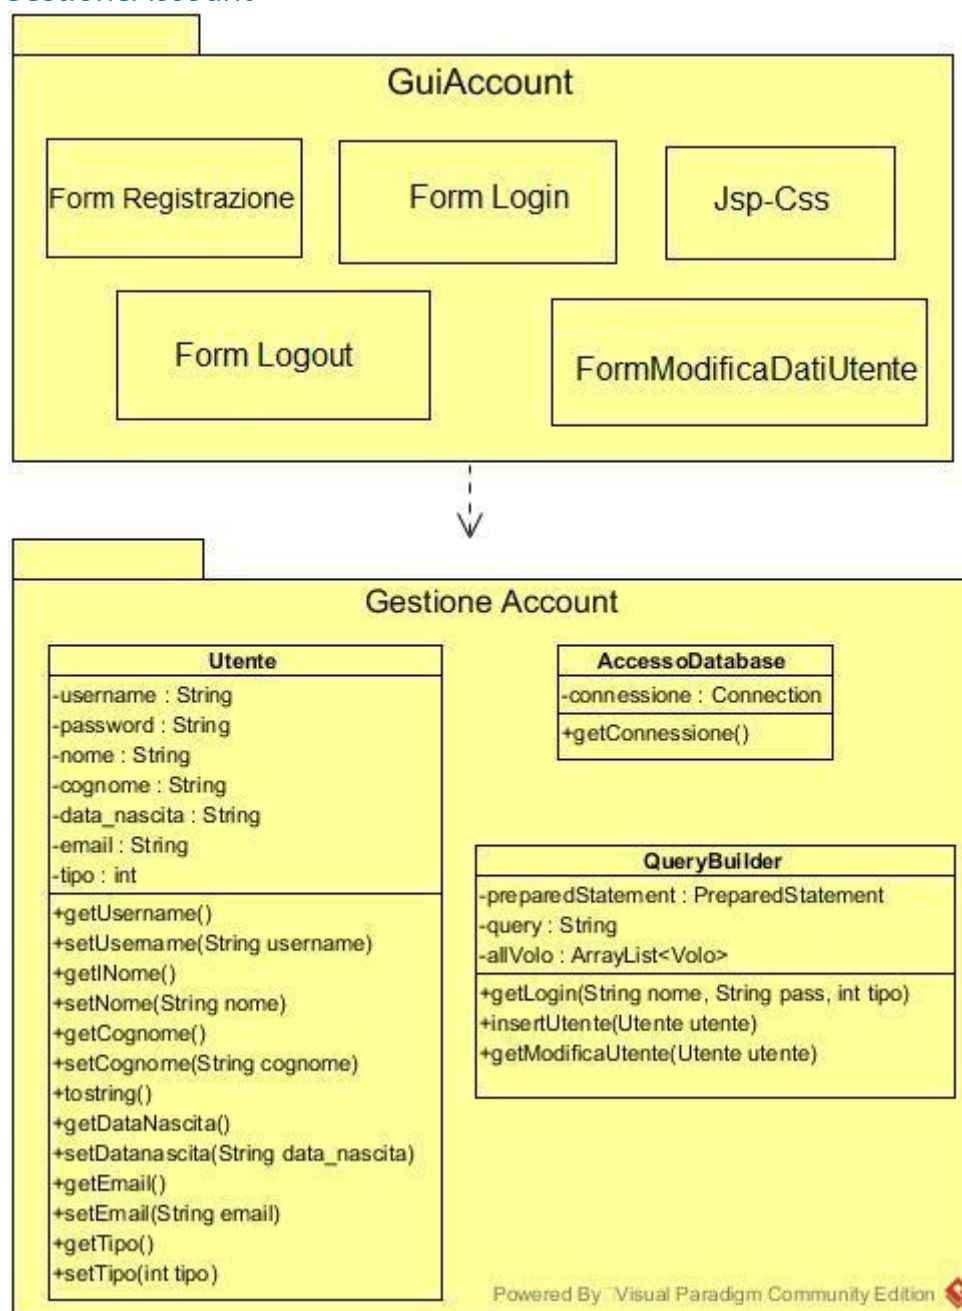 GestioneAccount
GuiAccount
Form Registrazione
Form Login
Jsp-Css
Form Logout
FormModificaDatiUtente
Gestione Account
Utente
-username : String
-password : String
-nome : String
-cognome : String
-data_nascita : String
-email : String
-tipo : int
+getUsername()
+setUsername(String username)
+getINome()
+setNome(String nome)
+getCognome()
+setCognome(String cognome)
+tostring()
+getDataNascita()
+setDatanascita(String data_nascita)
+getEmail()
+setEmail(String email)
+getTipo()
+setTipo(int tipo)
AccessoDatabase
-connessione : Connection
+getConnessione()
QueryBuilder
-preparedStatement : PreparedStatement
-query : String
-allVolo : ArrayList<Volo>
+getLogin(String nome, String pass, int tipo)
+insertUtente(Utente utente)
+getModificaUtente(Utente utente)
Powered By Visual Paradigm Community Edition